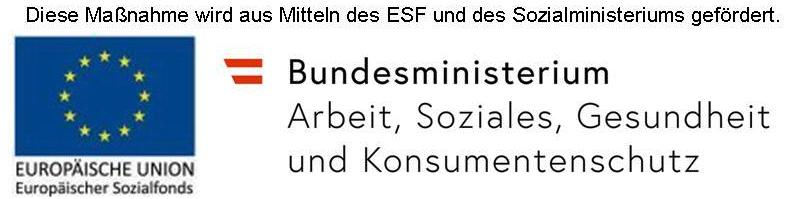 Diese Maßnahme wird aus Mitteln des ESF und des Sozialministeriums gefördert.
EUROPÄISCHE UNION
Europäischer Sozialfonds
Bundesministerium
Arbeit, Soziales, Gesundheit
und Konsumentenschutz